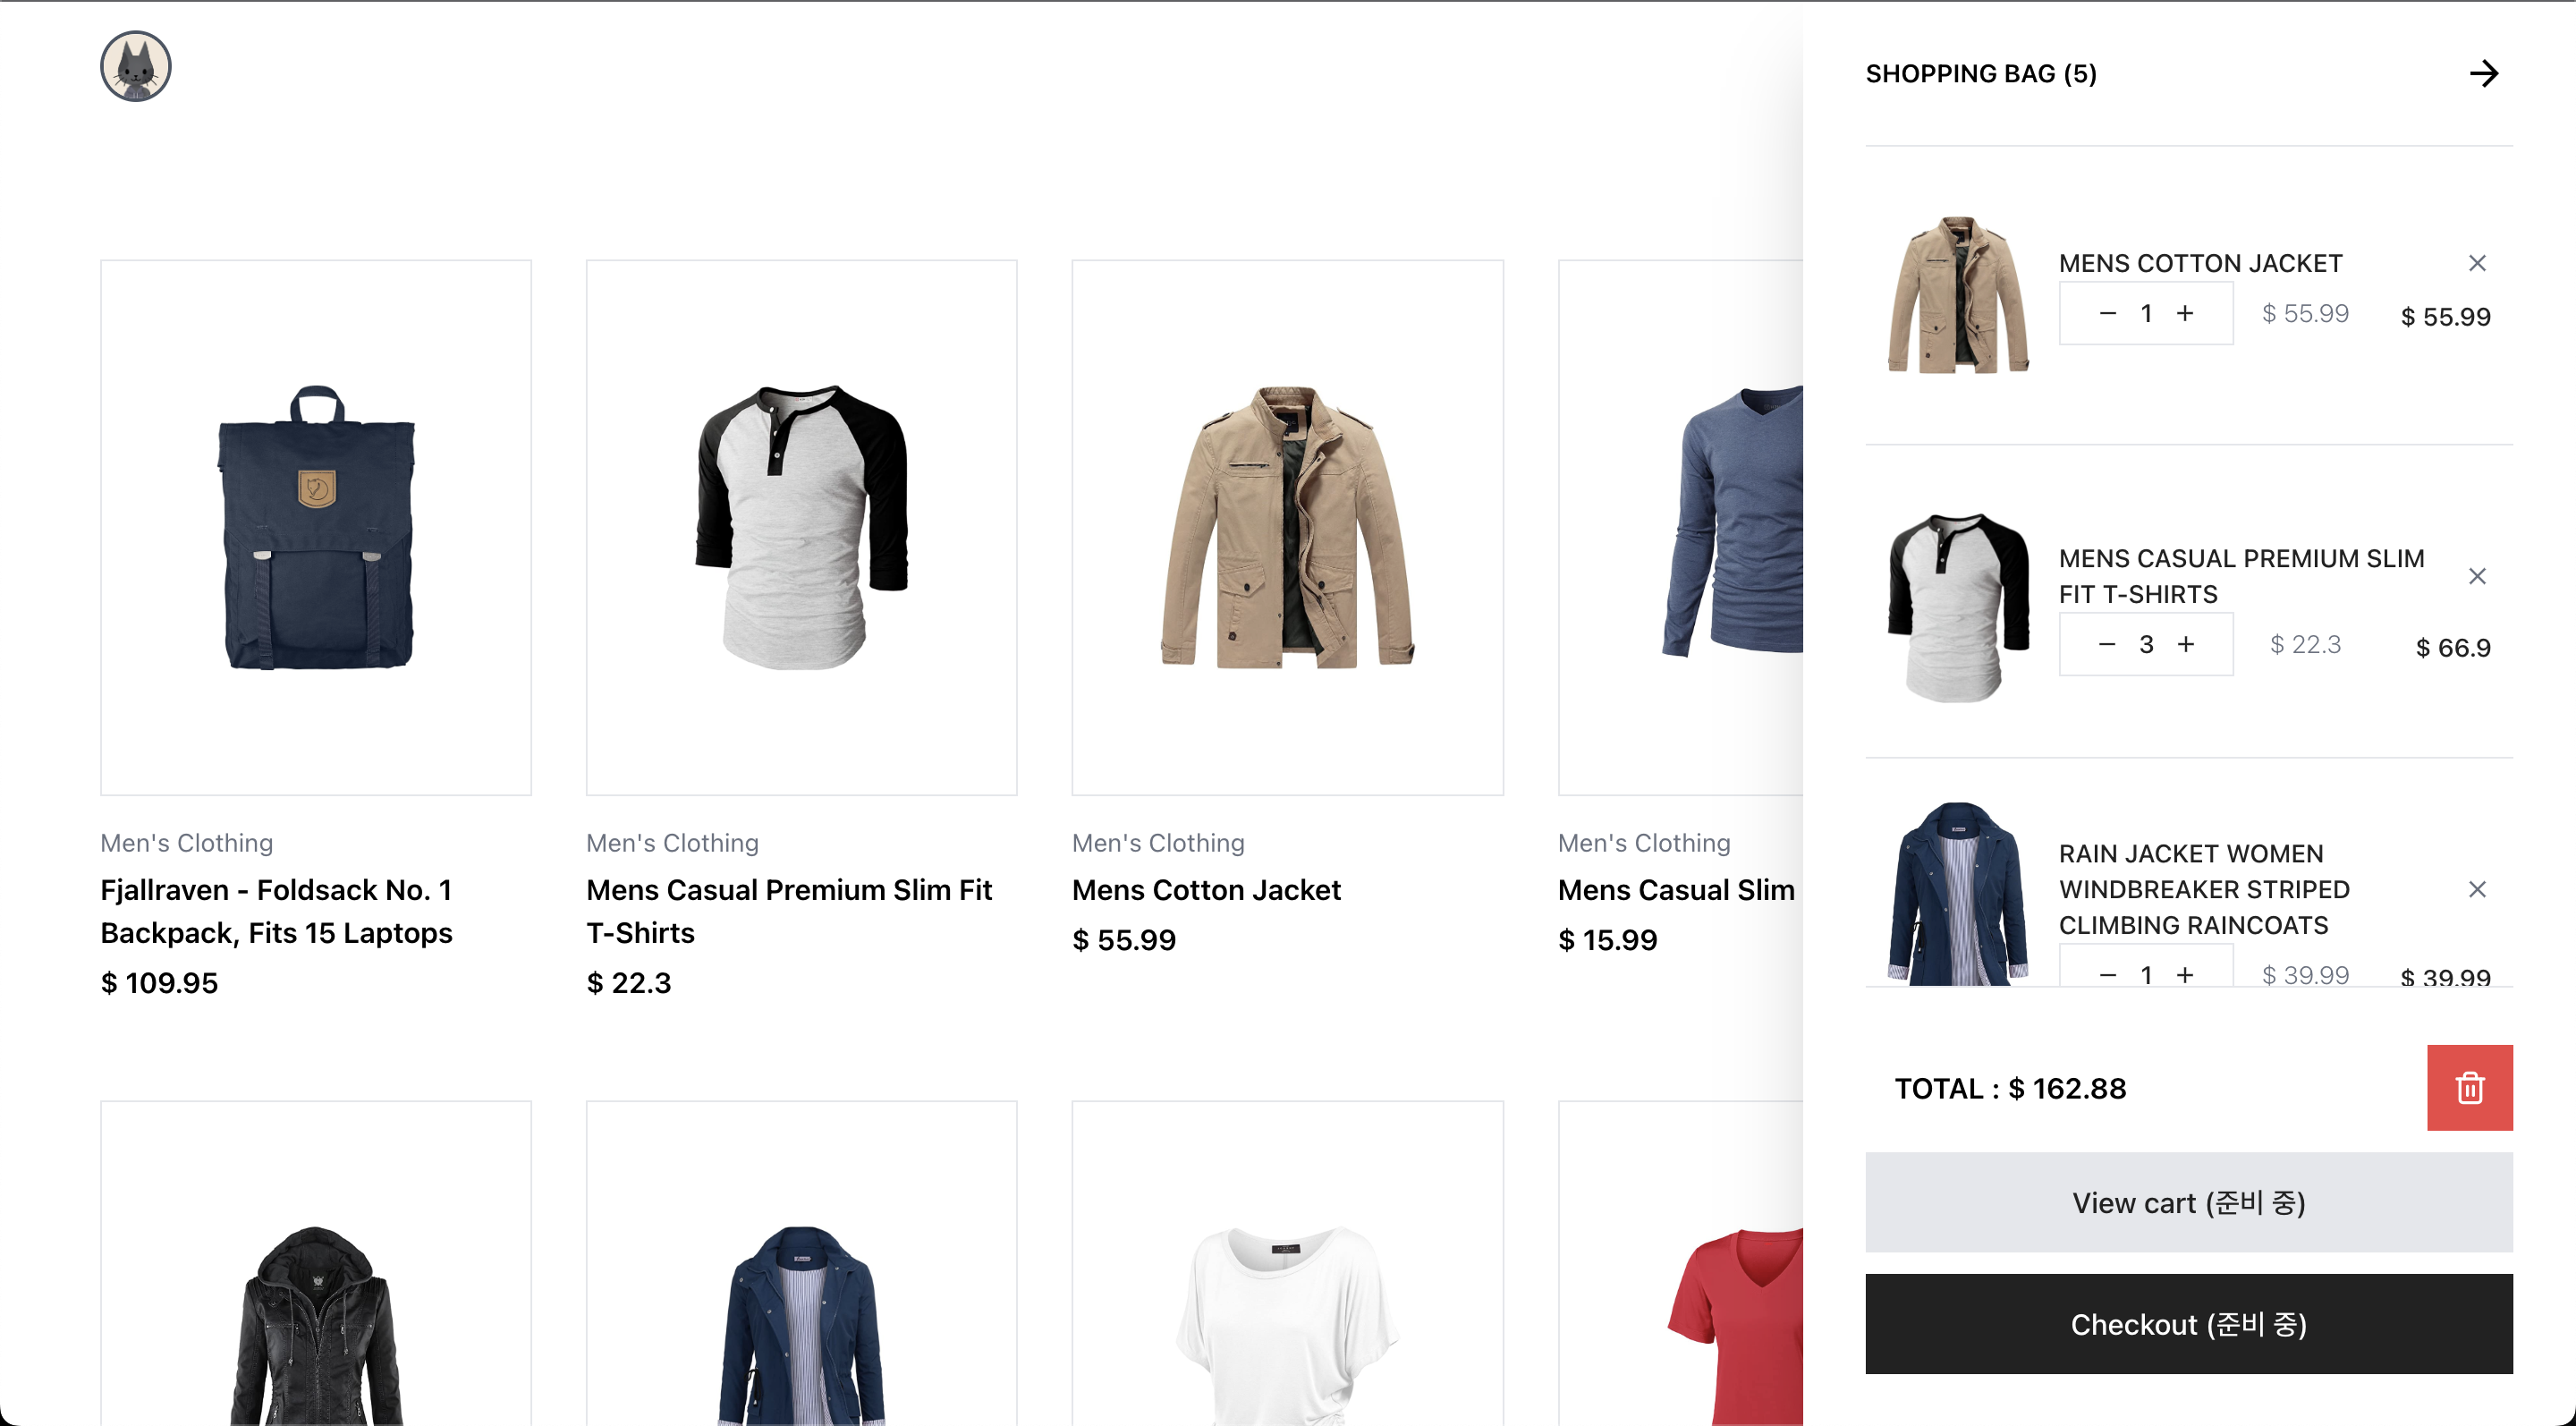 SHOPPING BAG (5)
Men's Clothing
Fjallraven - Foldsack No. 1
Backpack, Fits 15 Laptops
$ 109.95
Men's Clothing
Mens Casual Premium Slim Fit
T-Shirts
$ 22.3
Men's Clothing
Mens Cotton Jacket
$ 55.99
Men's Clothing
Mens Casual Slim
$ 15.99
MENS COTTON JACKET
− 1 + $ 55.99 $ 55.99
MENS CASUAL PREMIUM SLIM
FIT T-SHIRTS
− 3 + $ 22.3 $ 66.9
RAIN JACKET WOMEN
WINDBREAKER STRIPED
CLIMBING RAINCOATS
− 1 + $ 39.99 $ 39.99
TOTAL : $ 162.88
View cart (준비 중)
Checkout (준비 중)